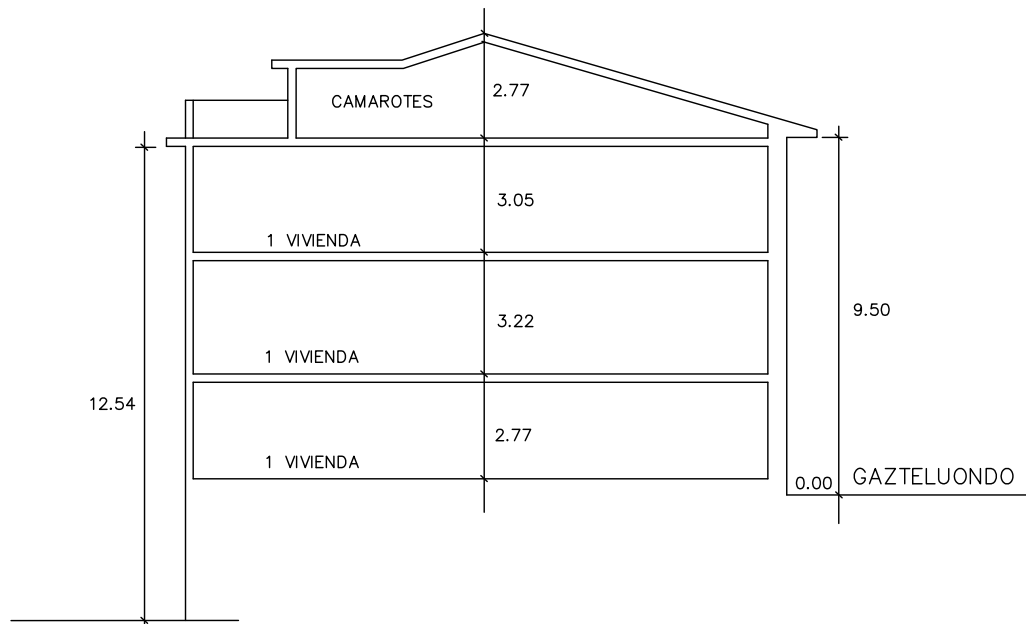 2.77
CAMAROTES
3.05
1 VIVIENDA
9.50
3.22
1 VIVIENDA
12.54
2.77
1 VIVIENDA
0.00 GAZTELUONDO